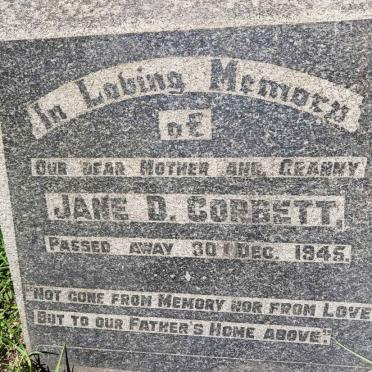 In Loving Memory
of
OUR DEAR MOTHER AND GRANNY
JANE D. CORBETT,
PASSED AWAY 30TH DEC. 1945.
"NOT GONE FROM MEMORY NOR FROM LOVE
BUT TO OUR FATHER'S HOME ABOVE."